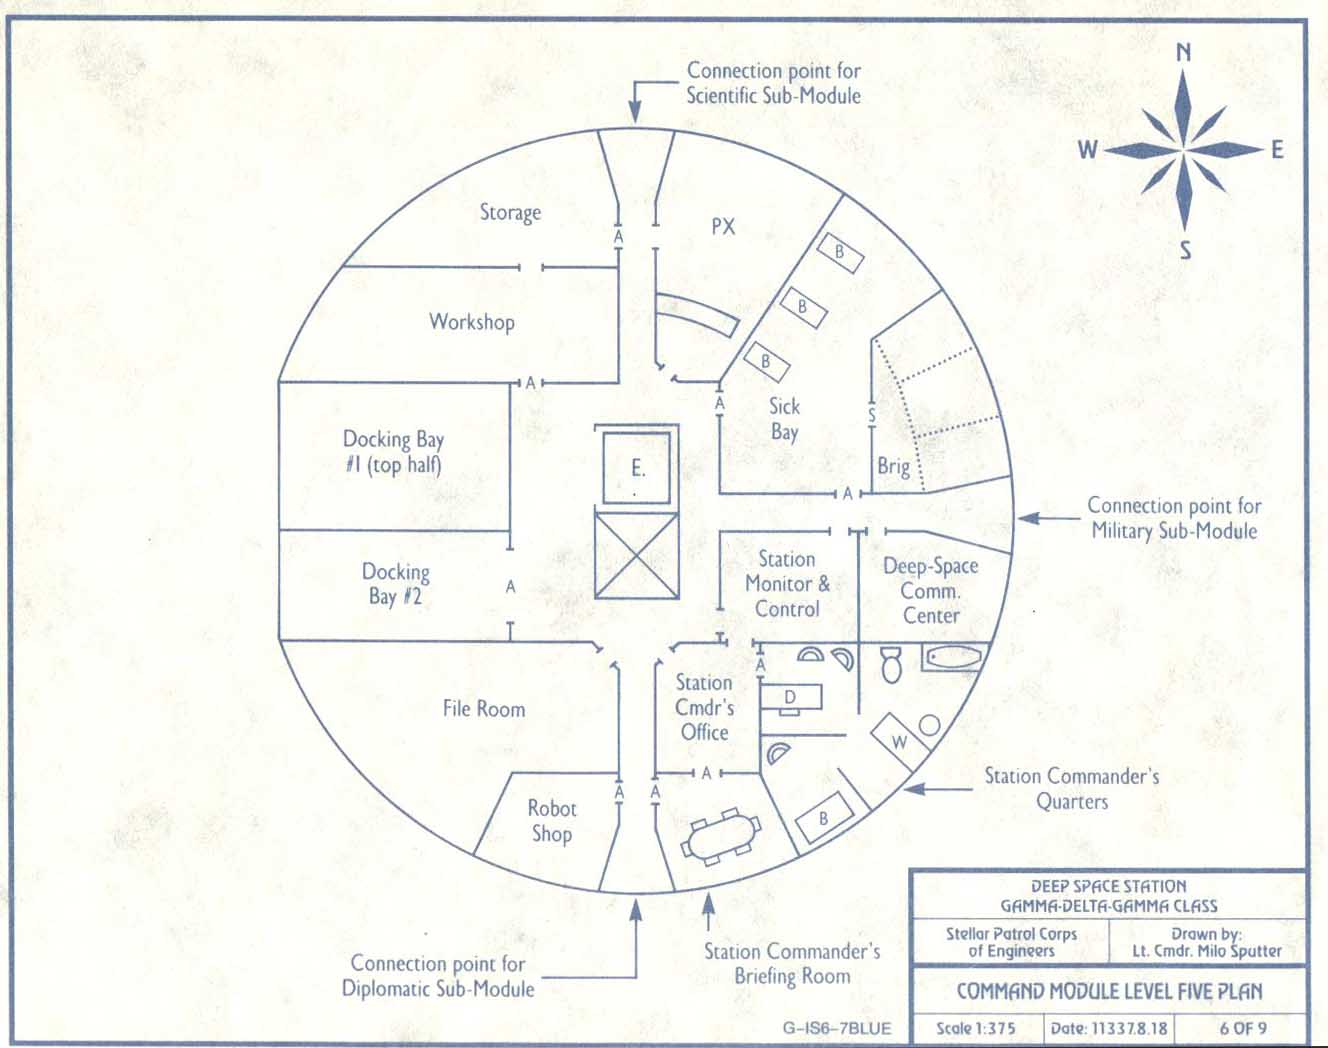 N
W E
S
Connection point for
Scientific Sub-Module
Storage
PX
A
B
B
B
Workshop
A
A
Sick
Bay
S
Brig
Docking Bay
#1 (top half)
E.
A
Connection point for
Military Sub-Module
Docking
Bay #2
A
Station
Monitor &
Control
Deep-Space
Comm.
Center
File Room
Station
Cmdr's
Office
A
D
W
A
Station Commander's
Quarters
Robot
Shop
A
A
B
Connection point for
Diplomatic Sub-Module
Station Commander's
Briefing Room
G-IS6-7BLUE
DEEP SPACE STATION
GAMMA-DELTA-GAMMA CLASS
Stellar Patrol Corps
of Engineers
Drawn by:
Lt. Cmdr. Milo Sputter
COMMAND MODULE LEVEL FIVE PLAN
Scale 1:375
Date: 11337.8.18
6 OF 9